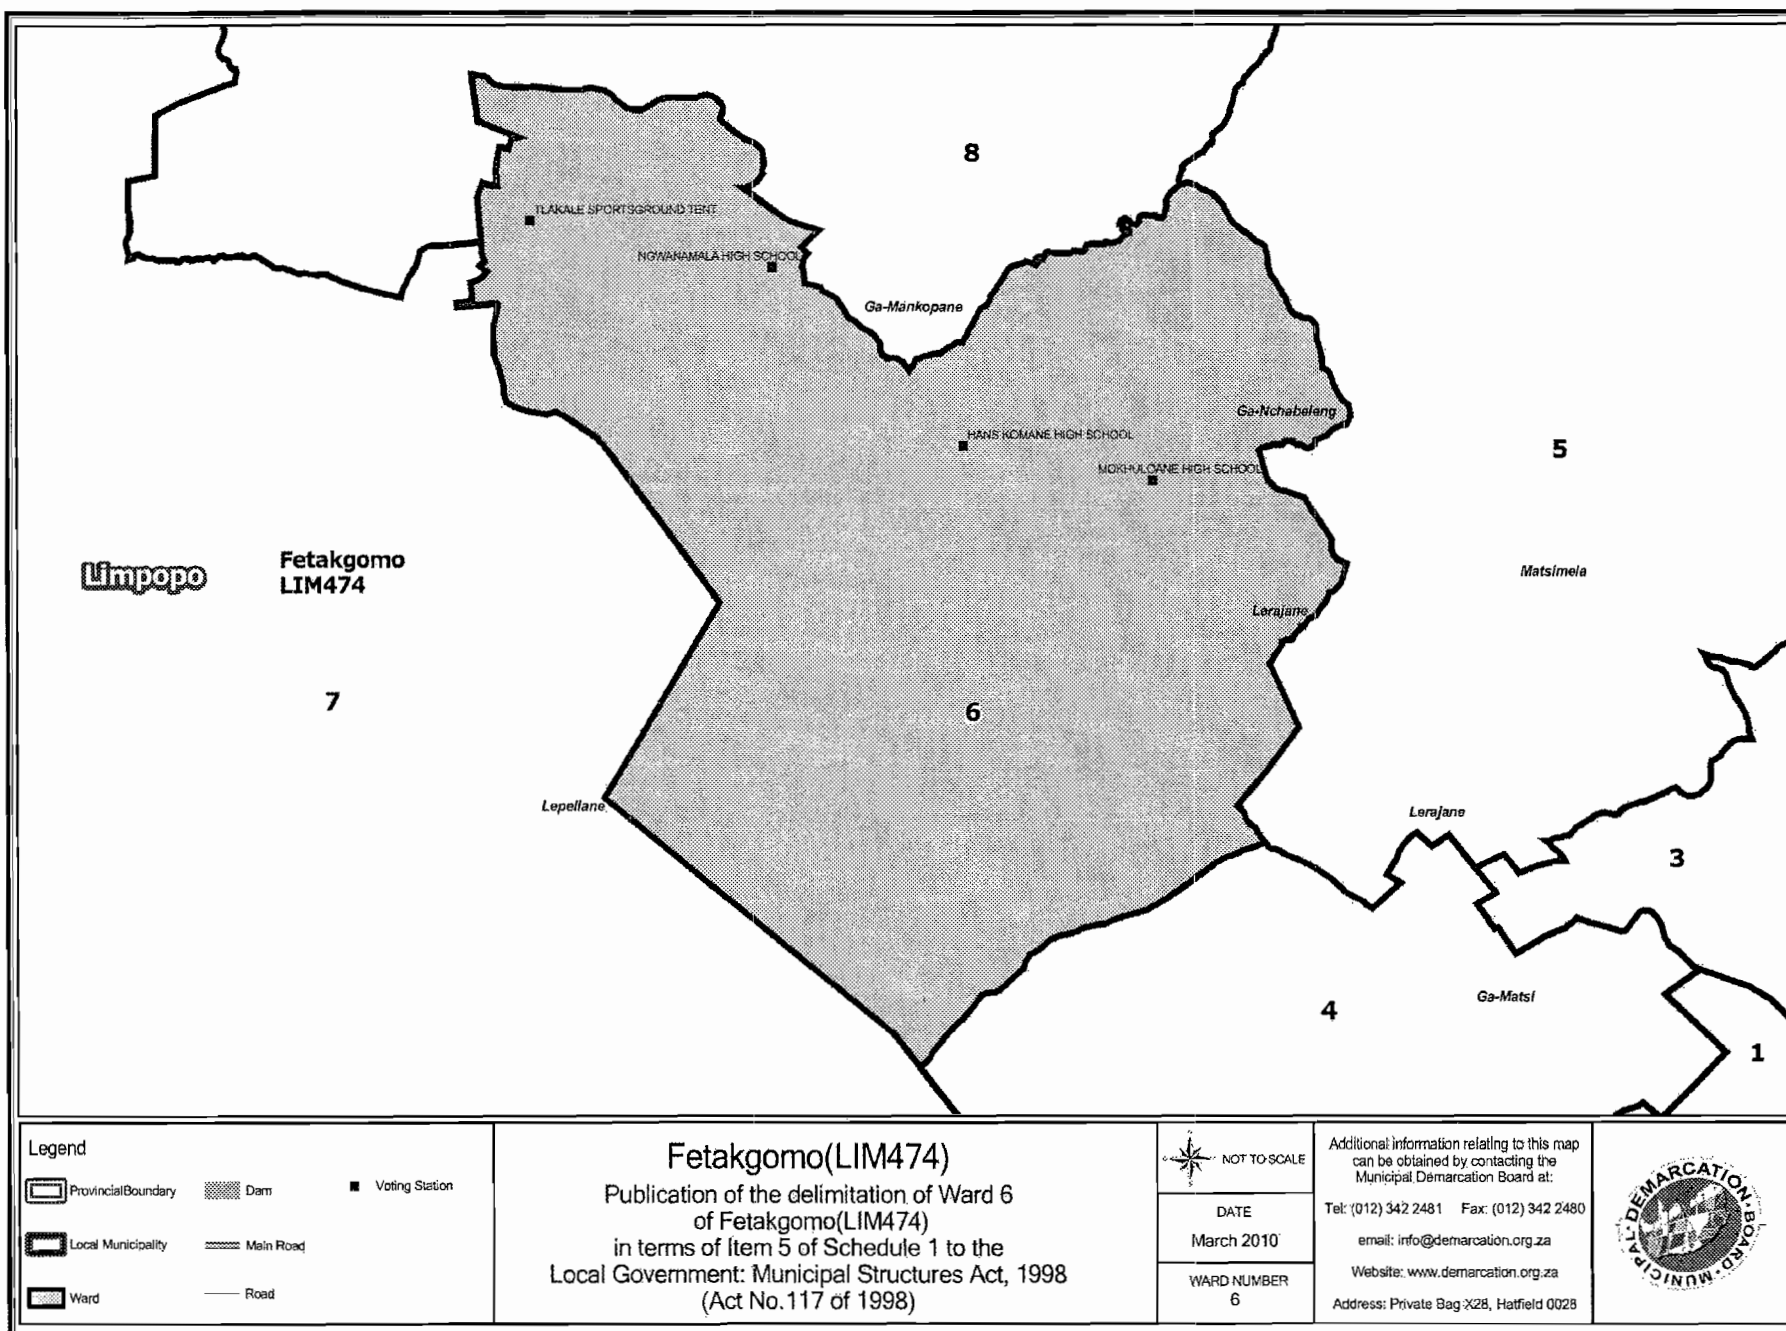 8
TLAKALE SPORTSGROUND TENT
NGWANAMALA HIGH SCHOOL
Ga-Mankopane
Ga-Nchabeleng
HANS KOMANE HIGH SCHOOL
5
MOKHULOANE HIGH SCHOOL
Limpopo
Fetakgomo
LIM474
Matsimela
Lerajane
7
6
Lepellane
Lerajane
3
Ga-Matsi
4
1
Legend
ProvincialBoundary
Dam
Voting Station
Local Municipality
Main Road
Ward
Road
Fetakgomo(LIM474)
Publication of the delimitation of Ward 6
of Fetakgomo(LIM474)
in terms of Item 5 of Schedule 1 to the
Local Government: Municipal Structures Act, 1998
(Act No.117 of 1998)
NOT TO SCALE
DATE
March 2010
WARD NUMBER
6
Additional information relating to this map
can be obtained by contacting the
Municipal Demarcation Board at:
Tel: (012) 342 2481 Fax: (012) 342 2480
email: info@demarcation.org.za
Website: www.demarcation.org.za
Address: Private Bag X28, Hatfield 0028
MUNICIPAL · DEMARCATION · BOARD ·